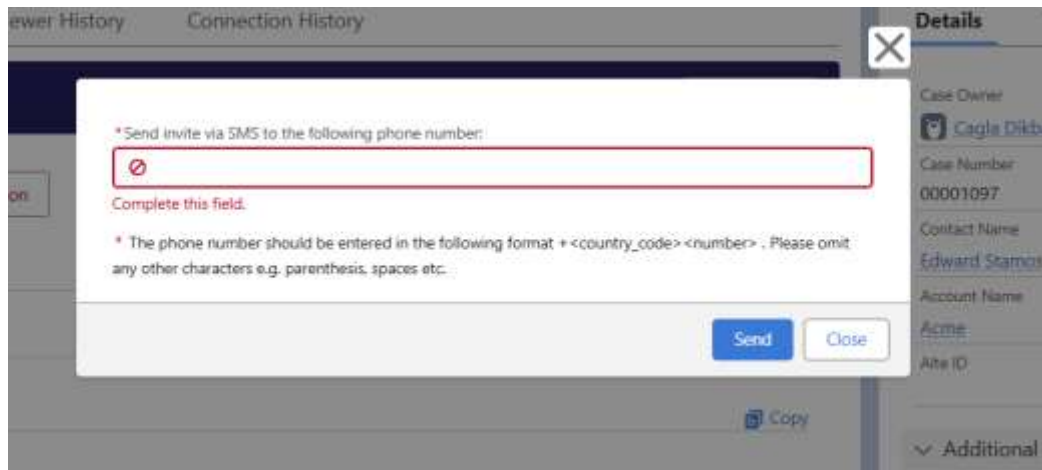 ewer History
Connection History
Details
Case Owner
Cagla Dikb
Case Number
00001097
Contact Name
Edward Stamos
Account Name
Acme
Aite ID
Additional
on
*Send invite via SMS to the following phone number:
Complete this field.
* The phone number should be entered in the following format +<country_code><number> . Please omit
any other characters e.g. parenthesis, spaces etc.
Send
Close
Copy